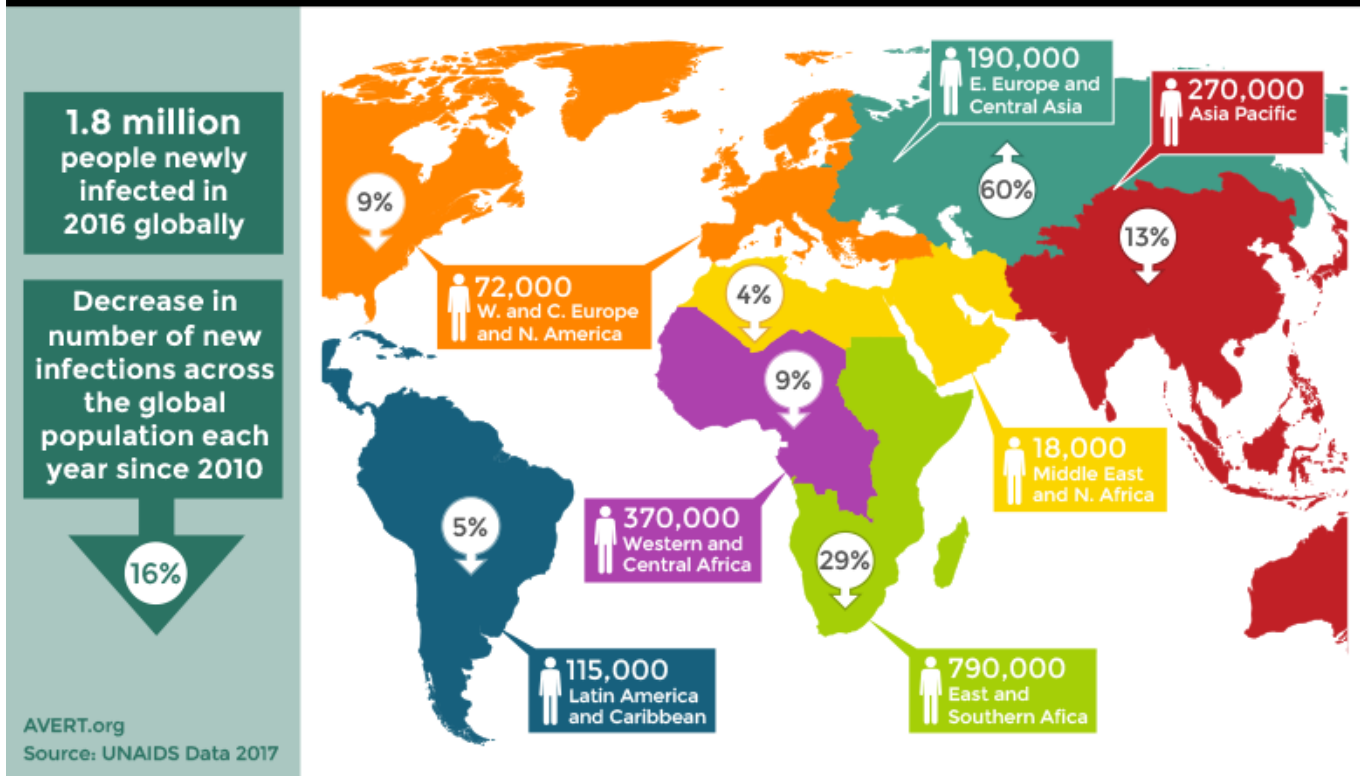 1.8 million
people newly
infected in
2016 globally
Decrease in
number of new
infections across
the global
population each
year since 2010
16%
AVERT.org
Source: UNAIDS Data 2017
9%
72,000
W. and C. Europe
and N. America
190,000
E. Europe and
Central Asia
60%
270,000
Asia Pacific
13%
4%
9%
18,000
Middle East
and N. Africa
370,000
Western and
Central Africa
5%
29%
115,000
Latin America
and Caribbean
790,000
East and
Southern Afica